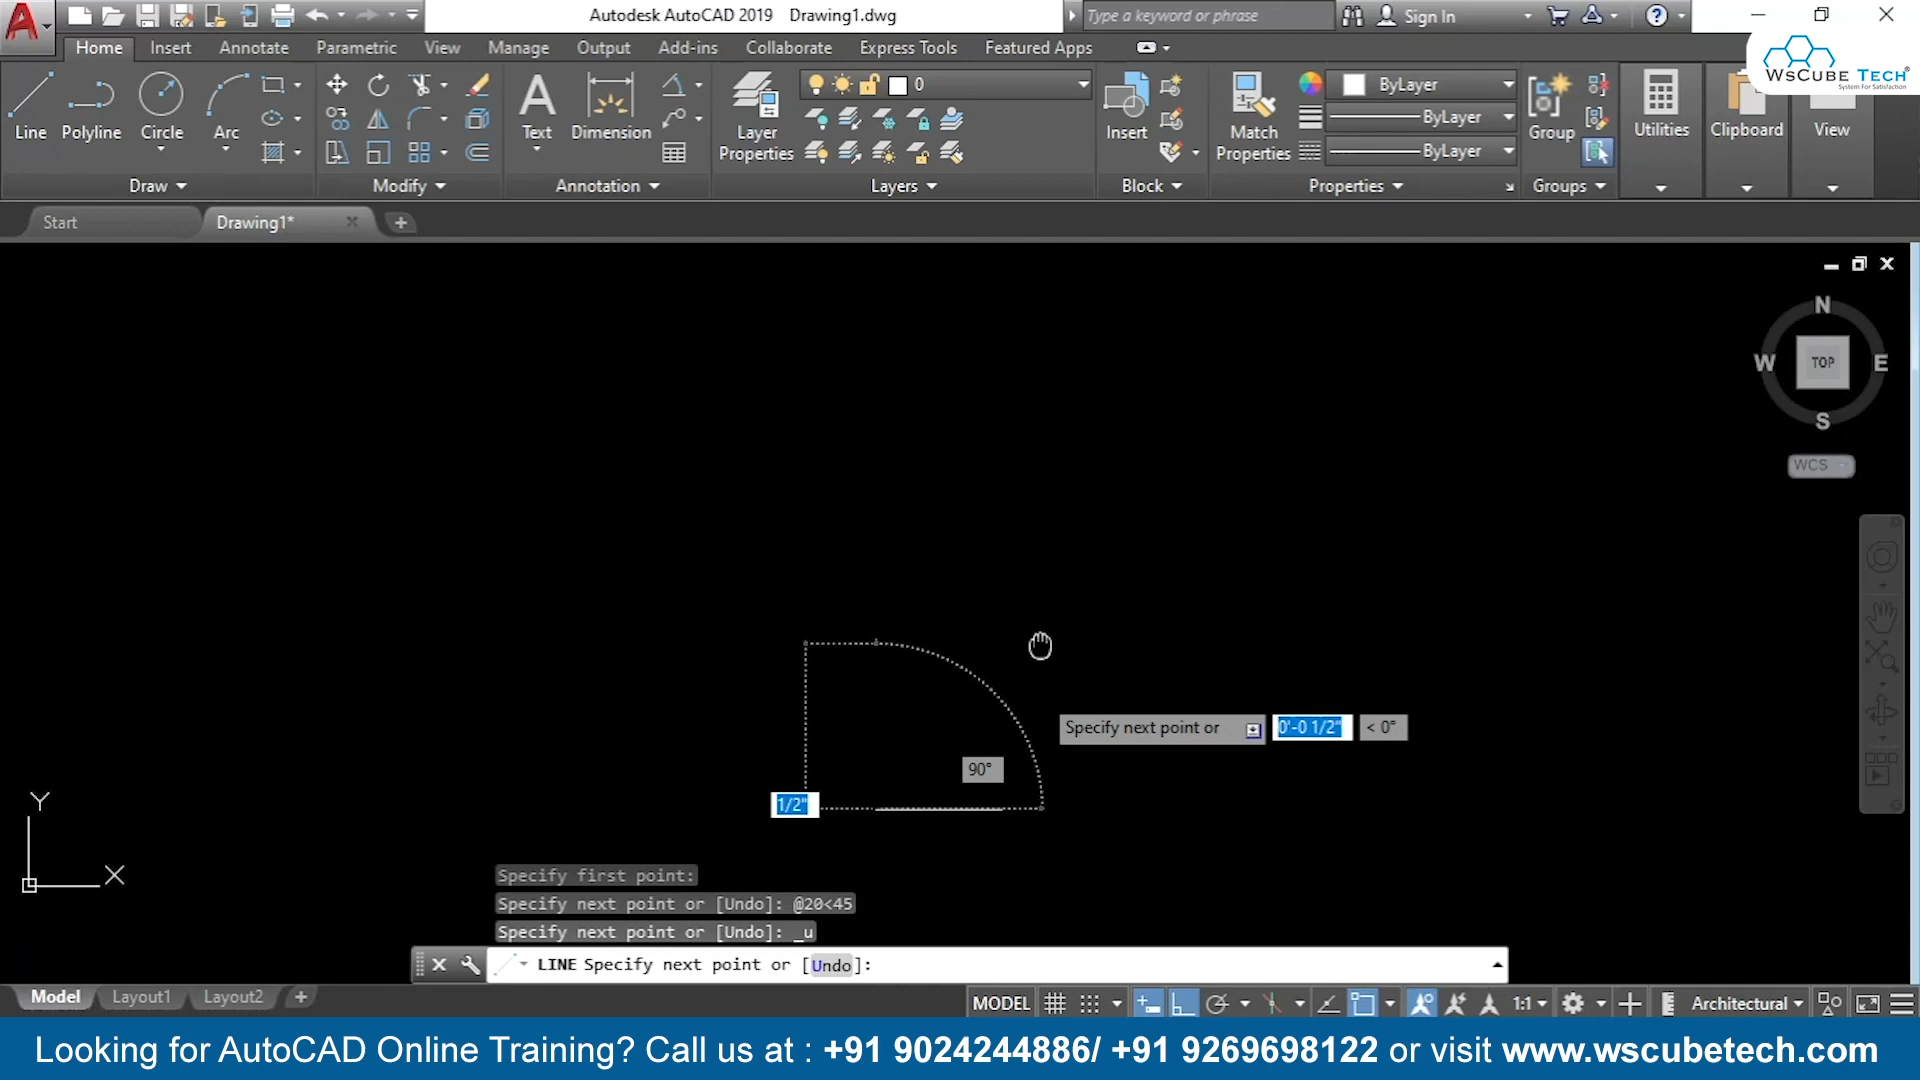 Autodesk AutoCAD 2019 Drawing1.dwg
Type a keyword or phrase
Sign In
Home Insert Annotate Parametric View Manage Output Add-ins Collaborate Express Tools Featured Apps
WsCube Tech
System For Satisfaction
Line Polyline Circle Arc
Text Dimension
Layer Properties
0
Insert
Match Properties
ByLayer
ByLayer
ByLayer
Group
Utilities Clipboard View
Draw Modify Annotation Layers Block Properties Groups
Start Drawing1*
N
W TOP E
S
WCS
Specify next point or 0'-0 1/2" < 0°
90°
1/2"
Y
X
Specify first point:
Specify next point or [Undo]: @20<45
Specify next point or [Undo]: _u
LINE Specify next point or [Undo]:
Model Layout1 Layout2
MODEL 1:1 Architectural
Looking for AutoCAD Online Training? Call us at : +91 9024244886/ +91 9269698122 or visit www.wscubetech.com